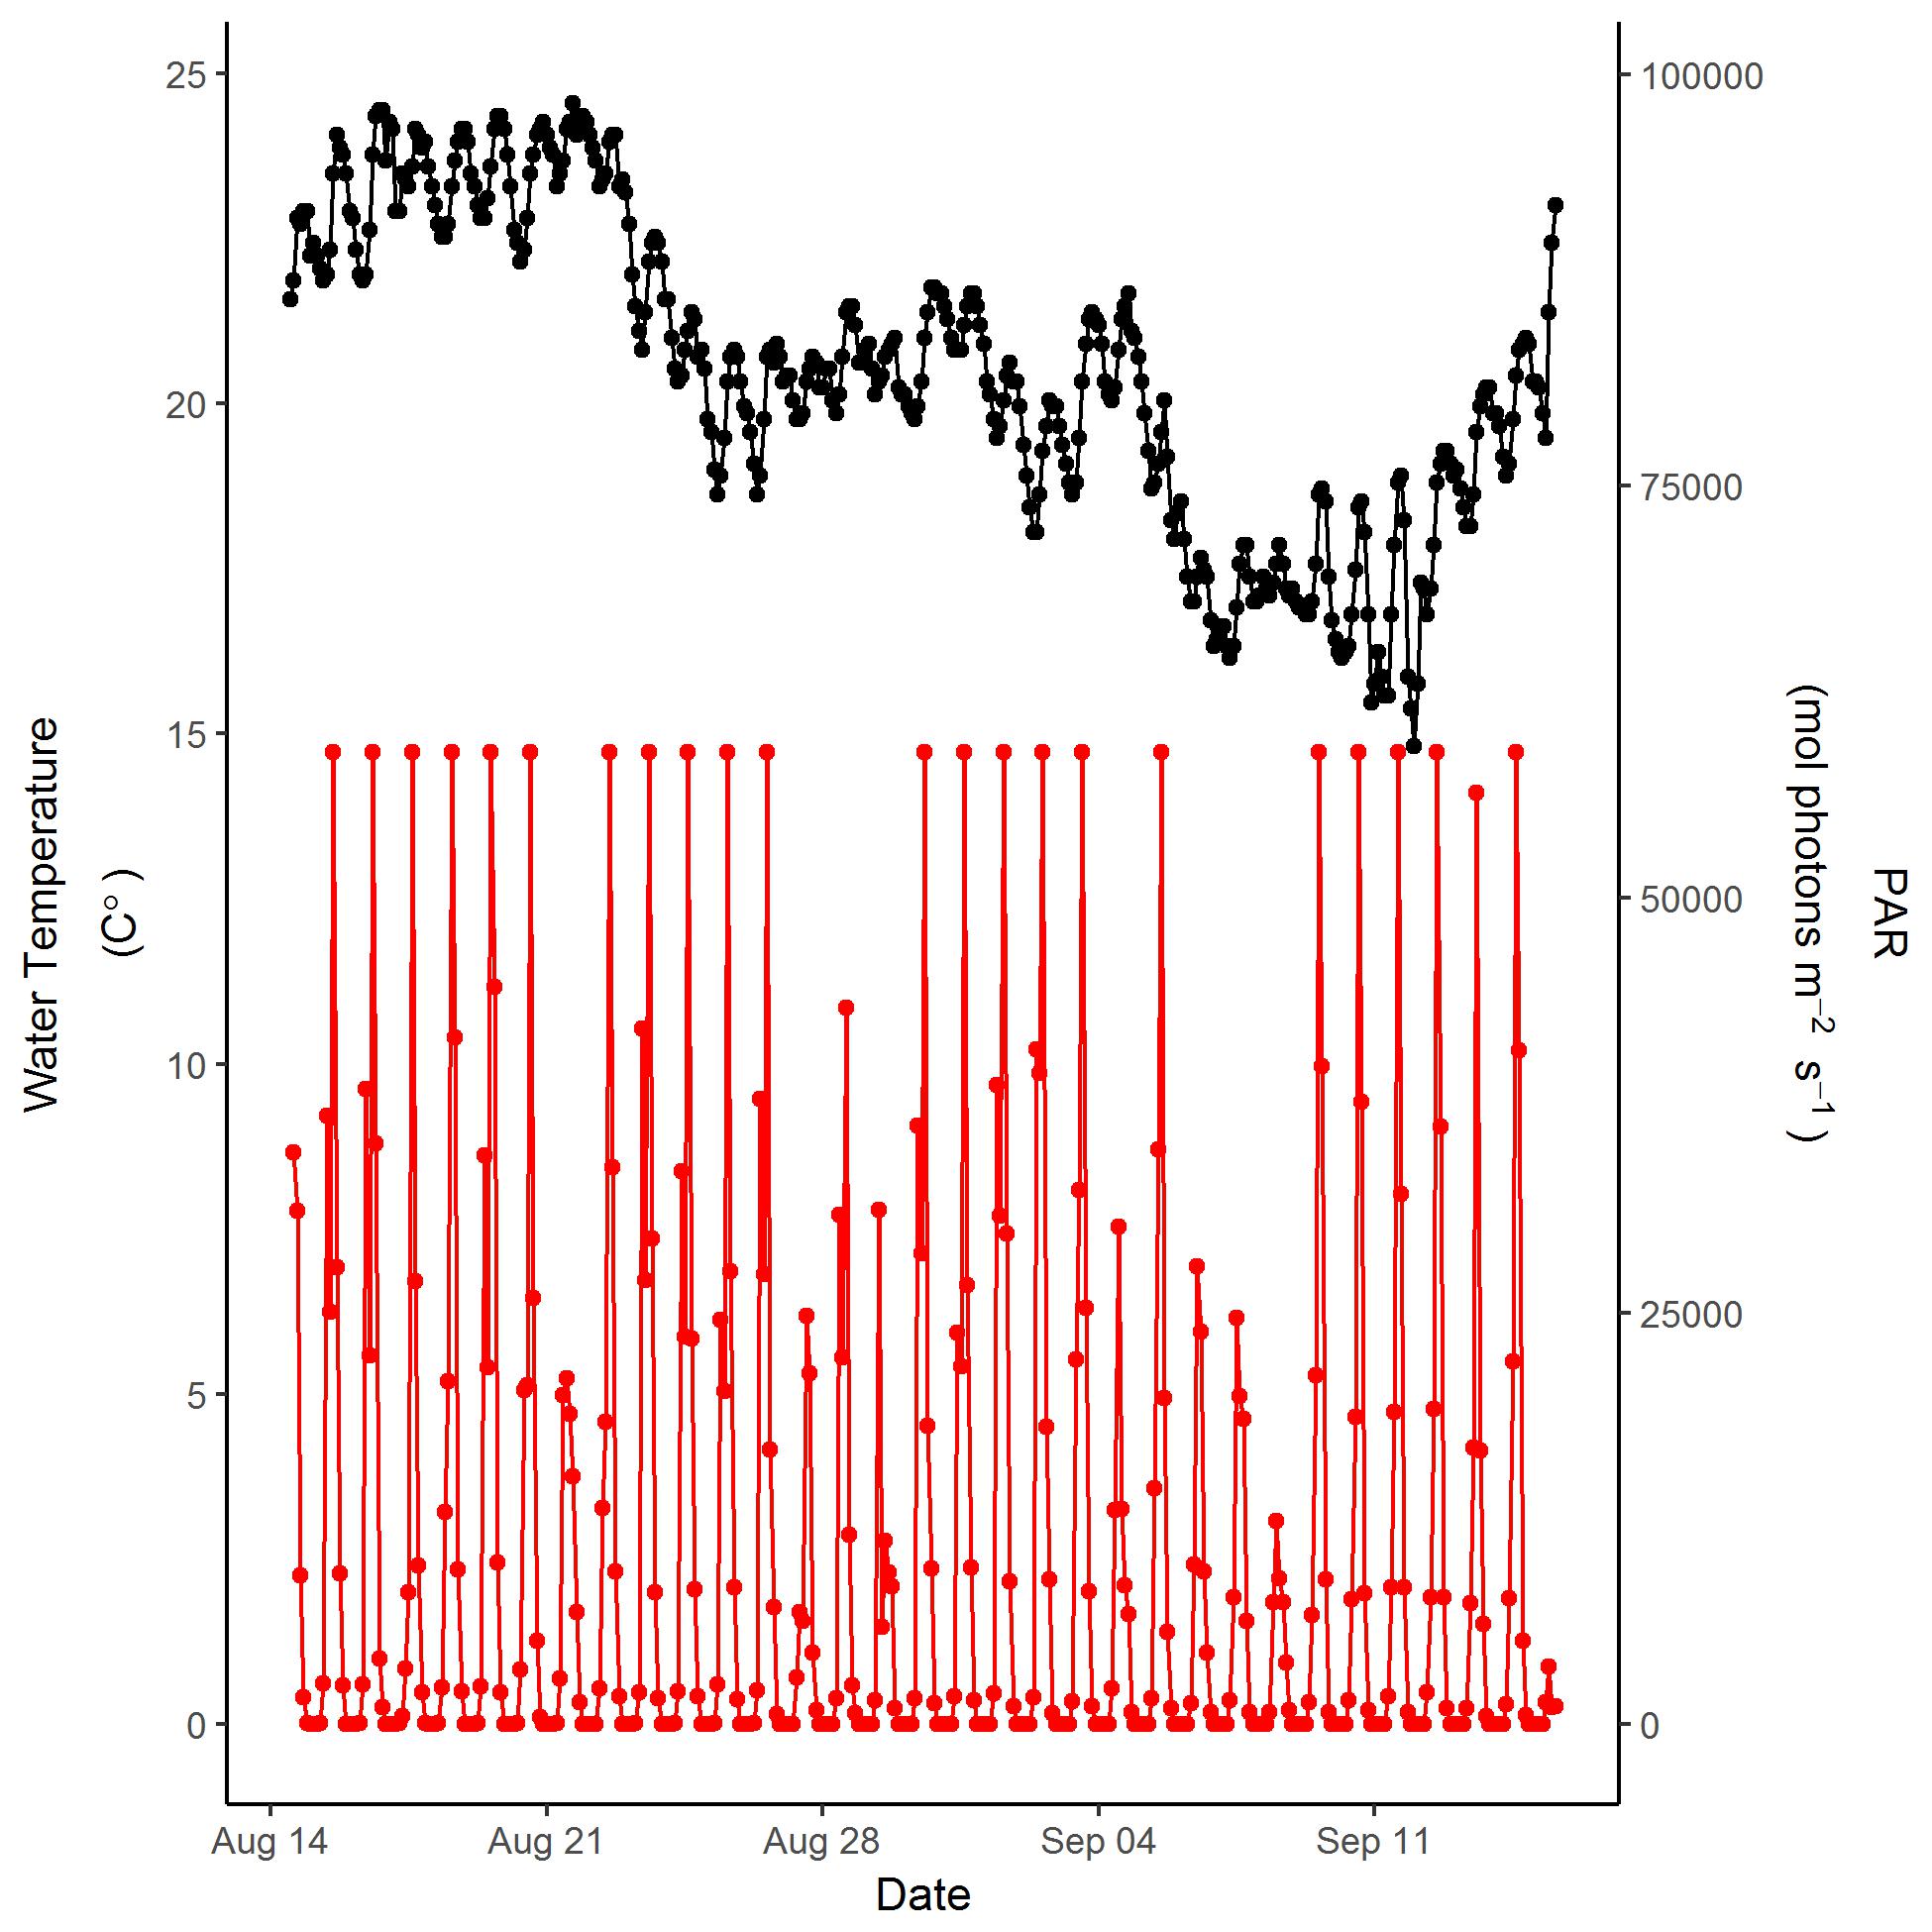 Water Temperature
(C°)
25
20
15
10
5
0
100000
75000
50000
25000
0
PAR
(mol photons m⁻² s⁻¹ )
Aug 14
Aug 21
Aug 28
Sep 04
Sep 11
Date